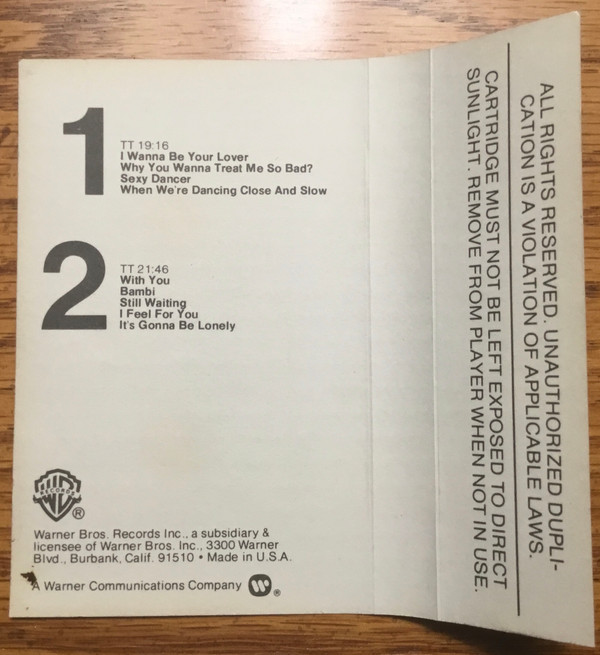 1
TT 19:16
I Wanna Be Your Lover
Why You Wanna Treat Me So Bad?
Sexy Dancer
When We're Dancing Close And Slow
2
TT 21:46
With You
Bambi
Still Waiting
I Feel For You
It's Gonna Be Lonely
WB
RECORDS
®
Warner Bros. Records Inc., a subsidiary &
licensee of Warner Bros. Inc., 3300 Warner
Blvd., Burbank, Calif. 91510 • Made in U.S.A.
A Warner Communications Company ®
ALL RIGHTS RESERVED. UNAUTHORIZED DUPLI-
CATION IS A VIOLATION OF APPLICABLE LAWS.
CARTRIDGE MUST NOT BE LEFT EXPOSED TO DIRECT
SUNLIGHT. REMOVE FROM PLAYER WHEN NOT IN USE.